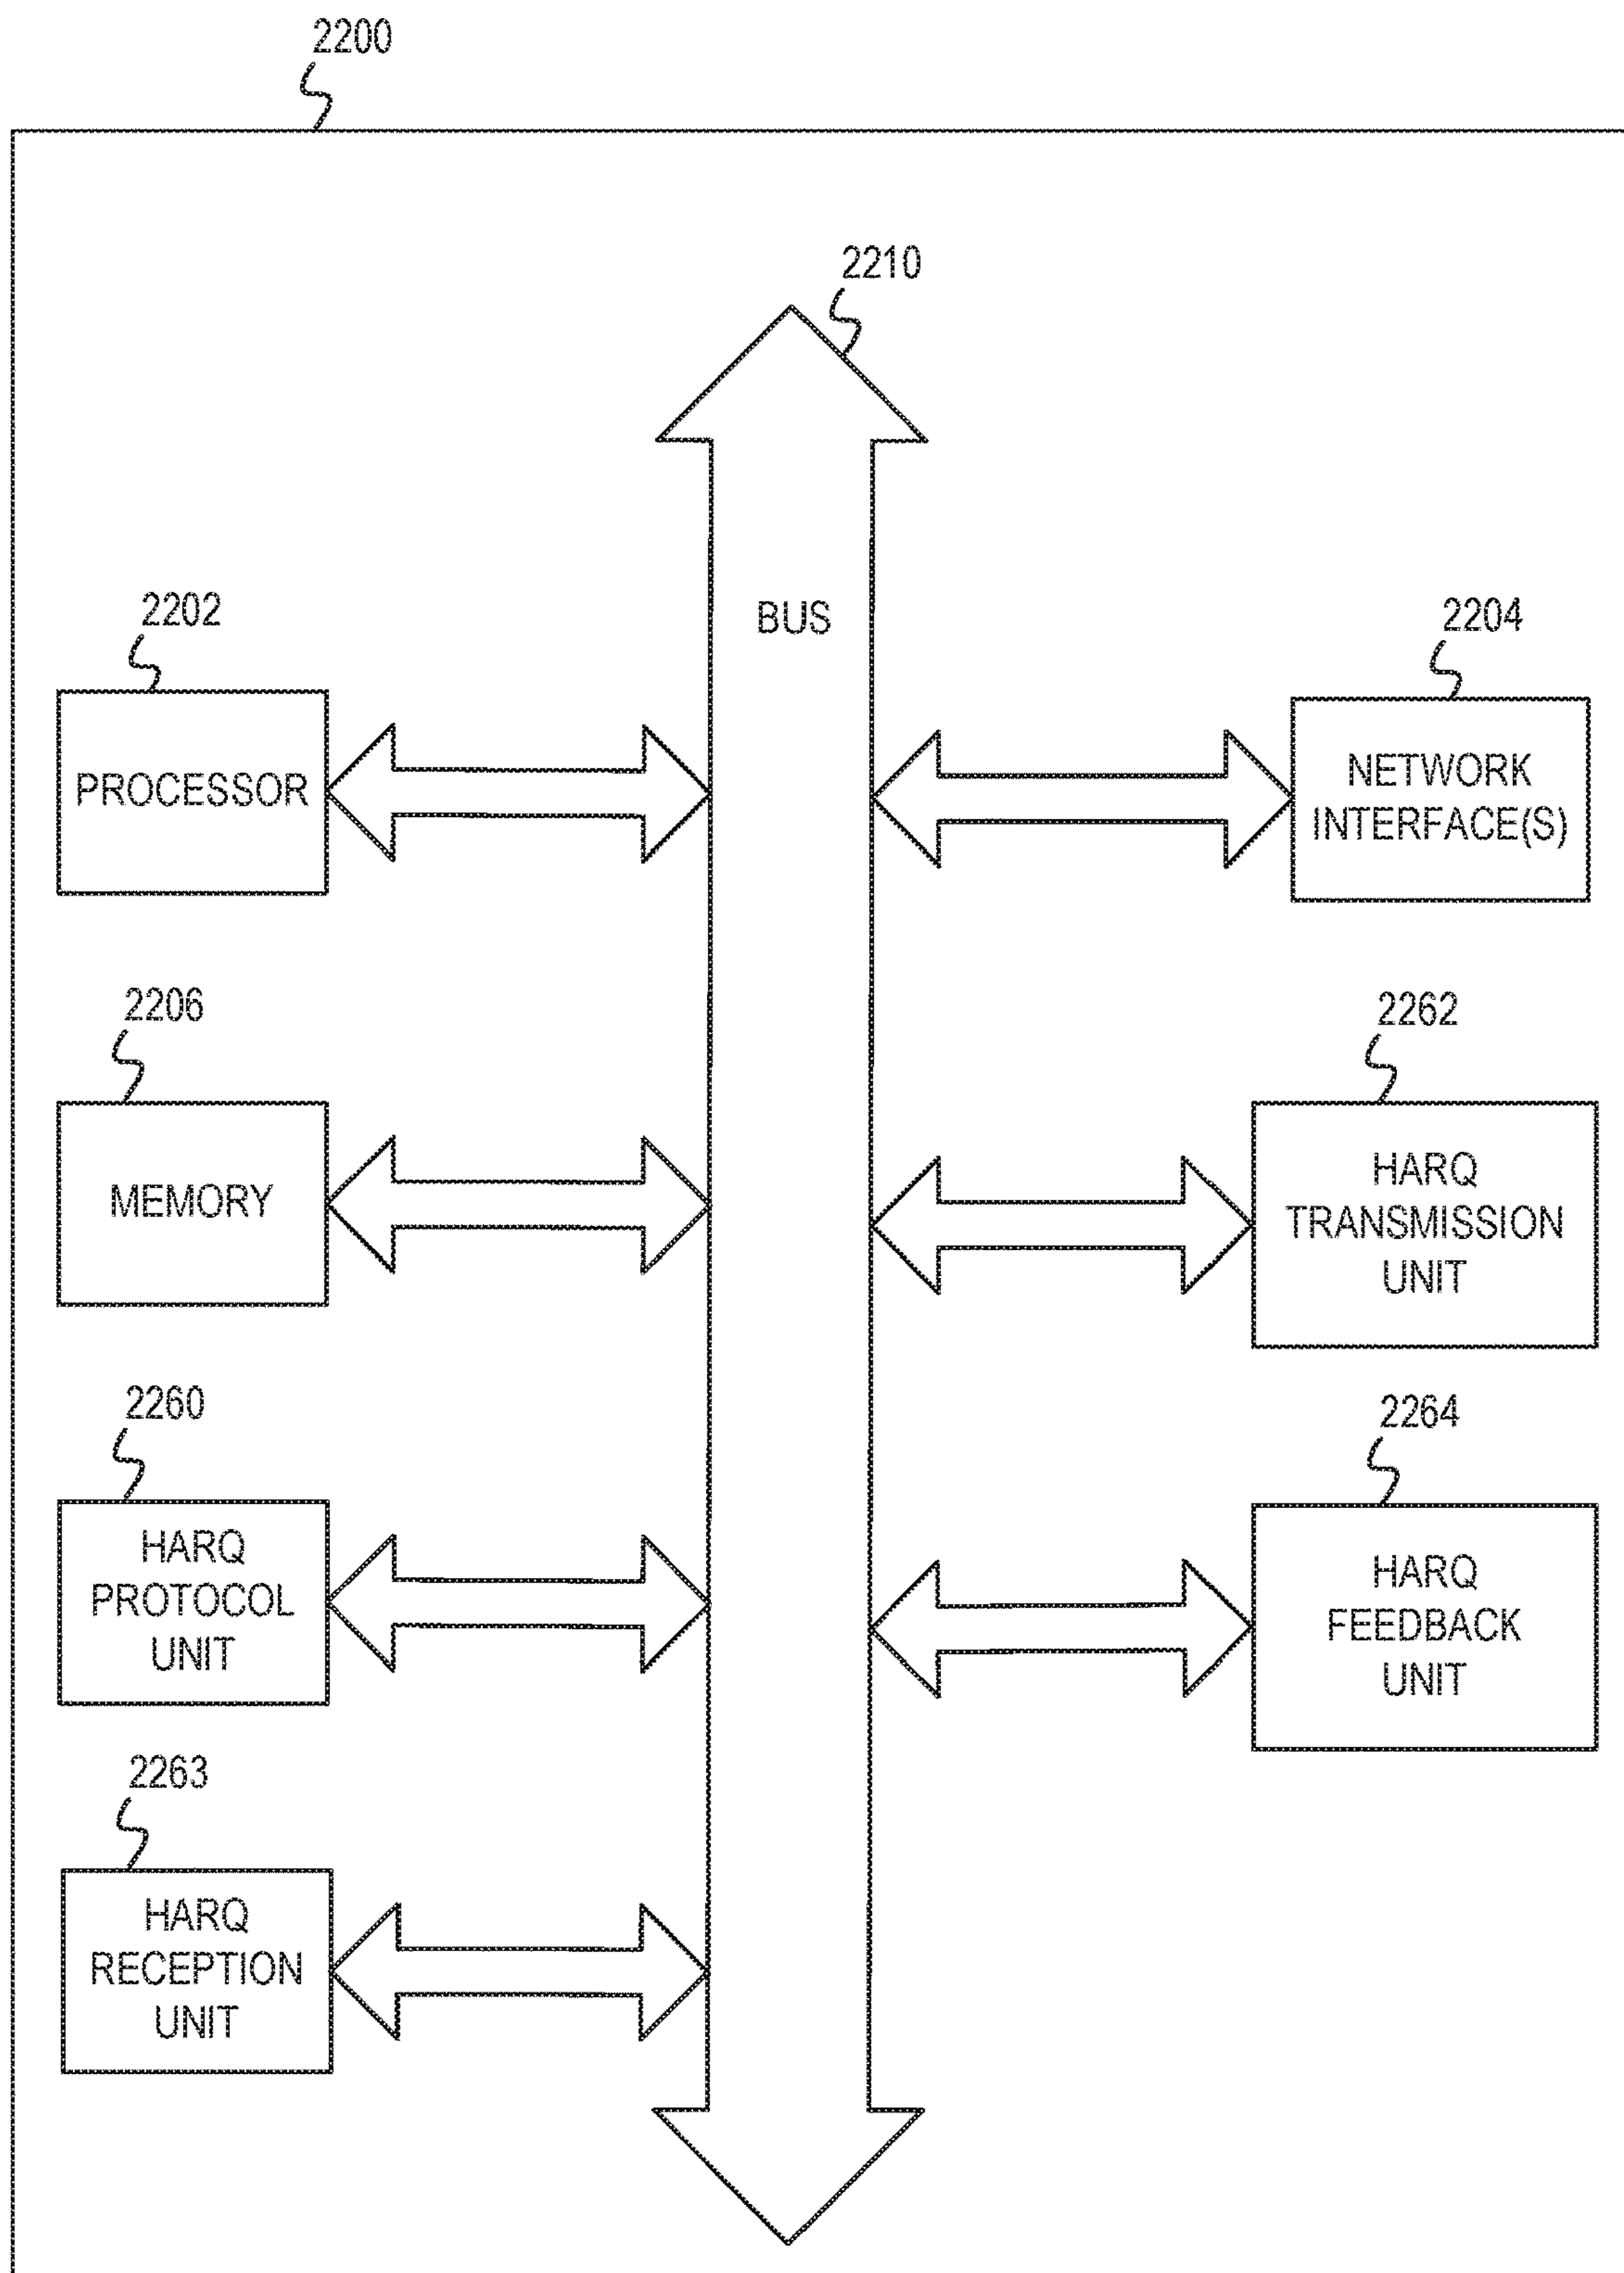 2200
2210
BUS
2202
PROCESSOR
2204
NETWORK
INTERFACE(S)
2206
MEMORY
2262
HARQ
TRANSMISSION
UNIT
2260
HARQ
PROTOCOL
UNIT
2264
HARQ
FEEDBACK
UNIT
2263
HARQ
RECEPTION
UNIT